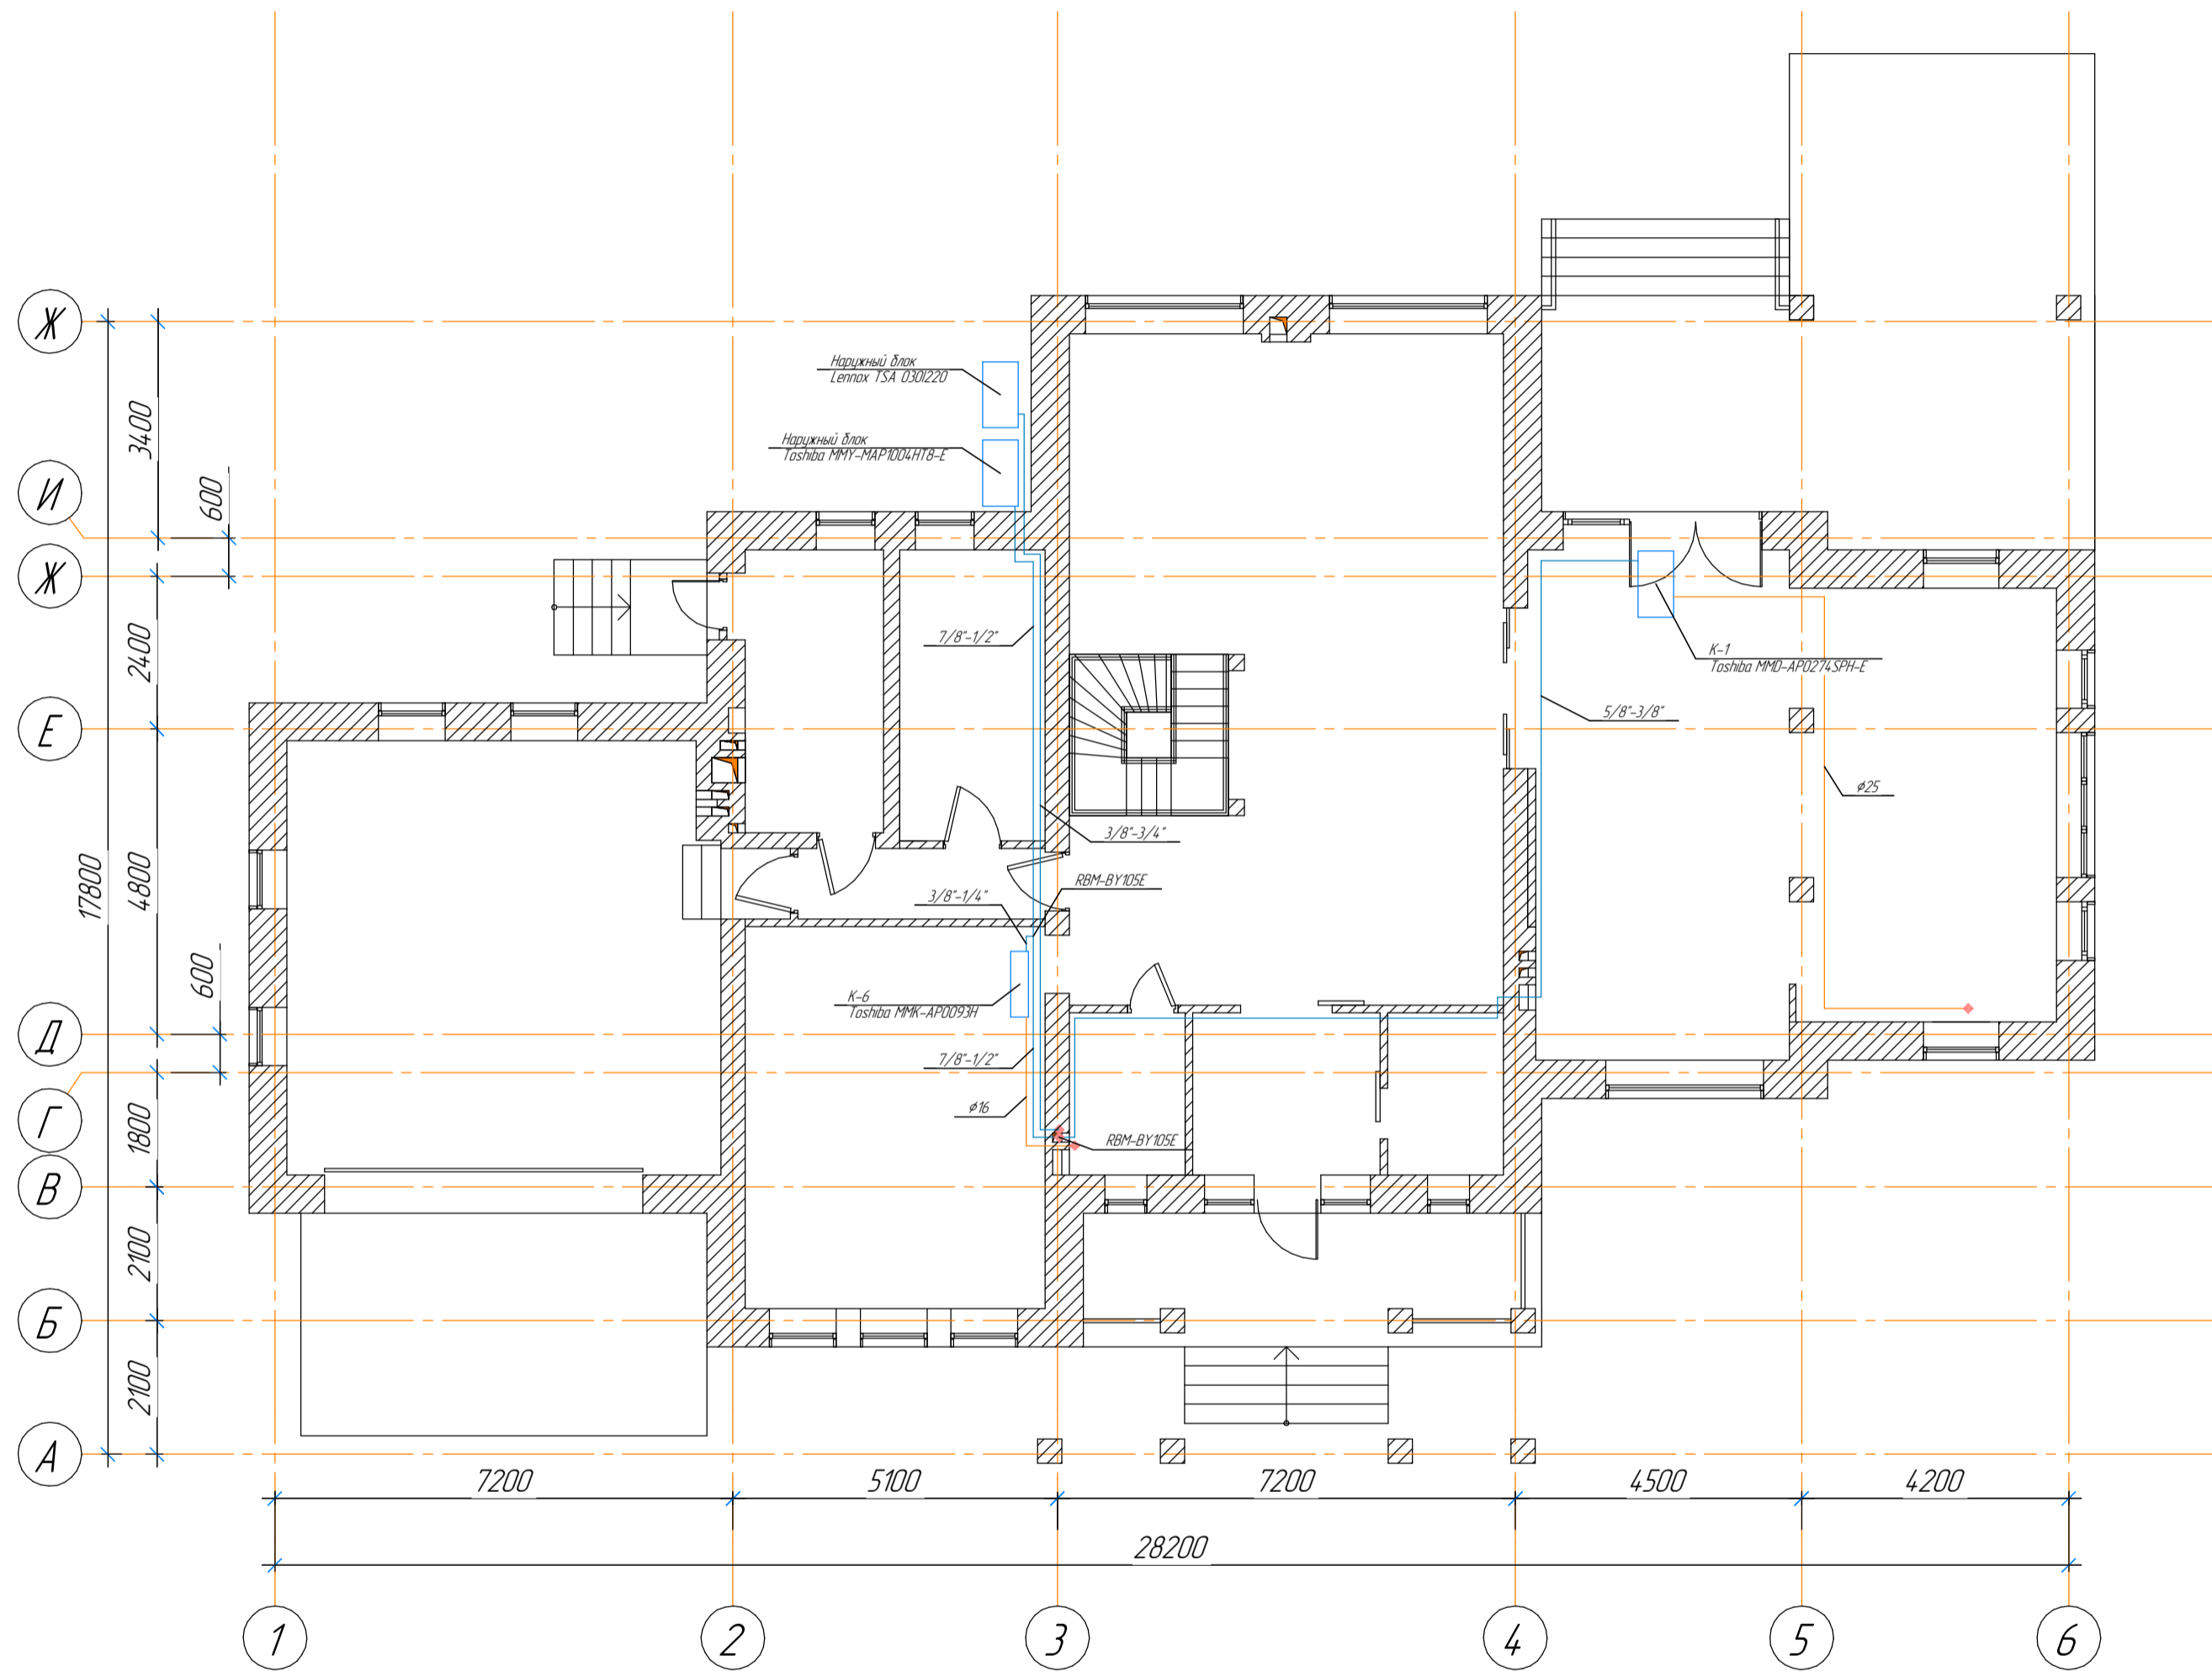 Ж
3400
Наружный блок
Lennox TSA 030I220
Наружный блок
Toshiba MMY-MAP1004HT8-E
И
600
Ж
2400
7/8"-1/2"
К-1
Toshiba MMD-AP0274SPH-E
5/8"-3/8"
Е
ϕ25
3/8"-3/4"
17800
4800
RBM-BY105E
3/8"-1/4"
600
К-6
Toshiba MMK-AP0093H
Д
7/8"-1/2"
ϕ16
Г
1800
RBM-BY105E
В
2100
Б
2100
А
7200
5100
7200
4500
4200
28200
1
2
3
4
5
6